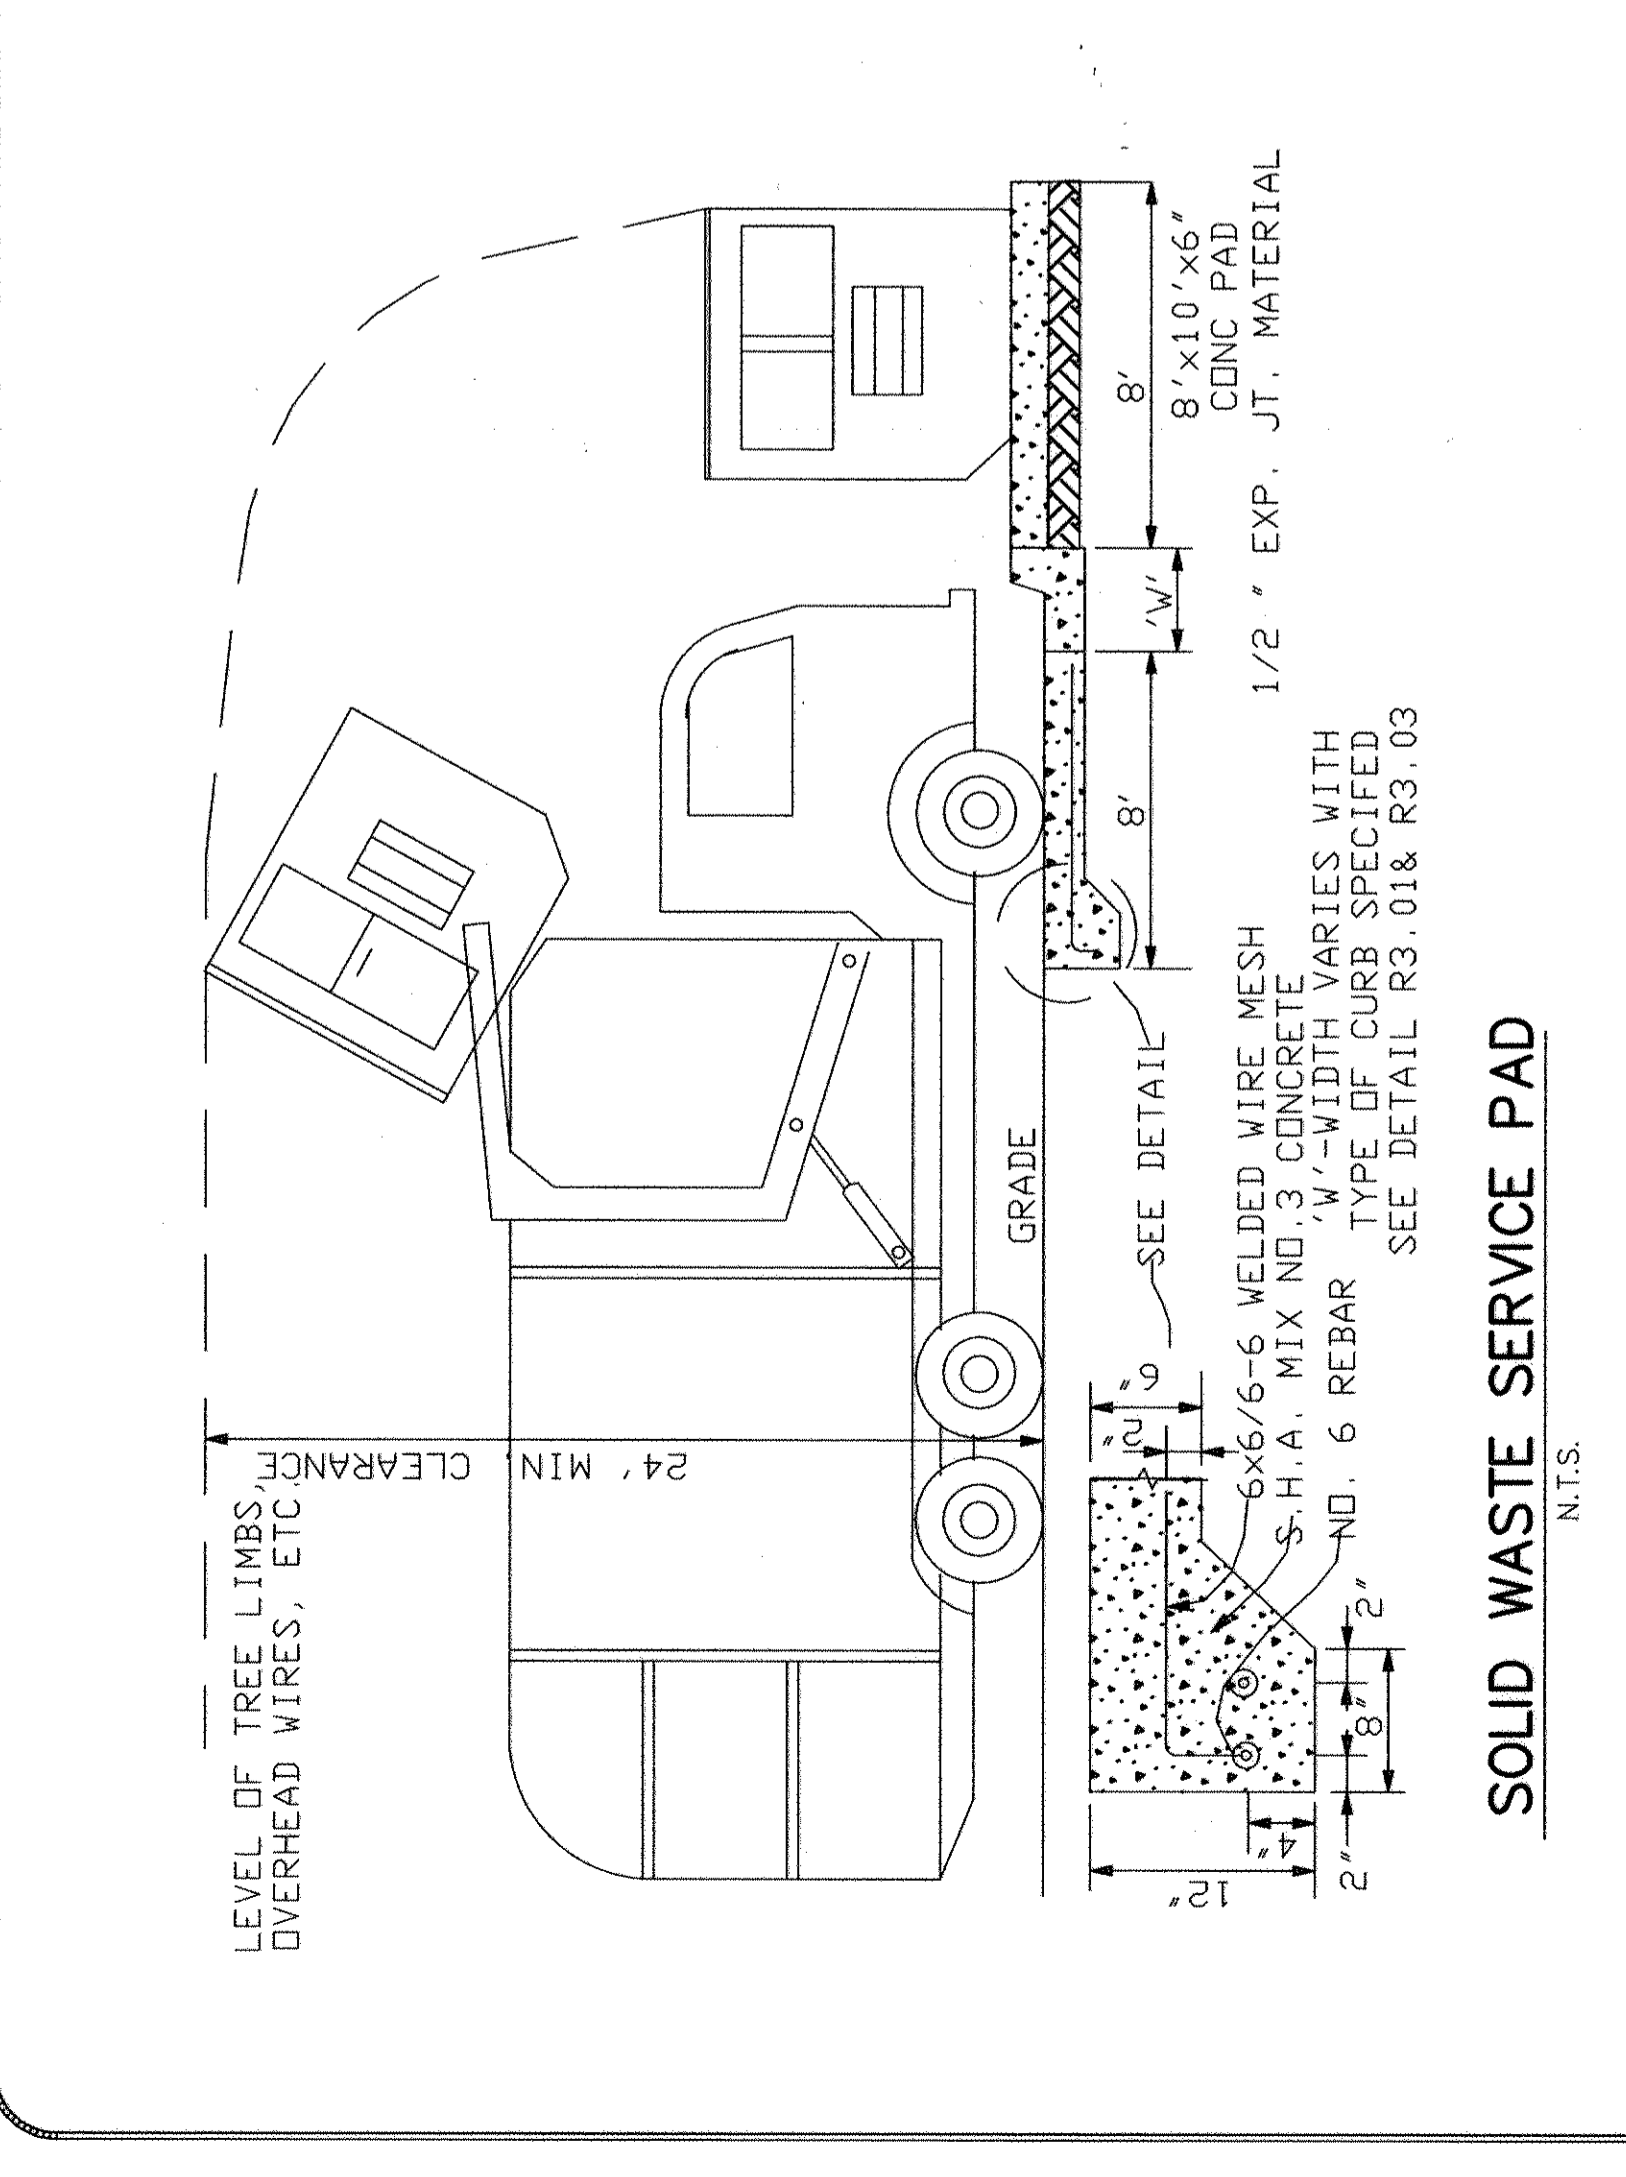 LEVEL OF TREE LIMBS,
OVERHEAD WIRES, ETC.
24' MIN. CLEARANCE
GRADE
SEE DETAIL
8'
'W'
8'
8'x10'x6"
CONC PAD
1/2 " EXP. JT. MATERIAL
6"
2"
6x6/6-6 WELDED WIRE MESH
S.H.A. MIX NO.3 CONCRETE
NO. 6 REBAR
'W'-WIDTH VARIES WITH
TYPE OF CURB SPECIFED
SEE DETAIL R3.01& R3.03
12"
4"
2"
8"
2"
SOLID WASTE SERVICE PAD
N.T.S.